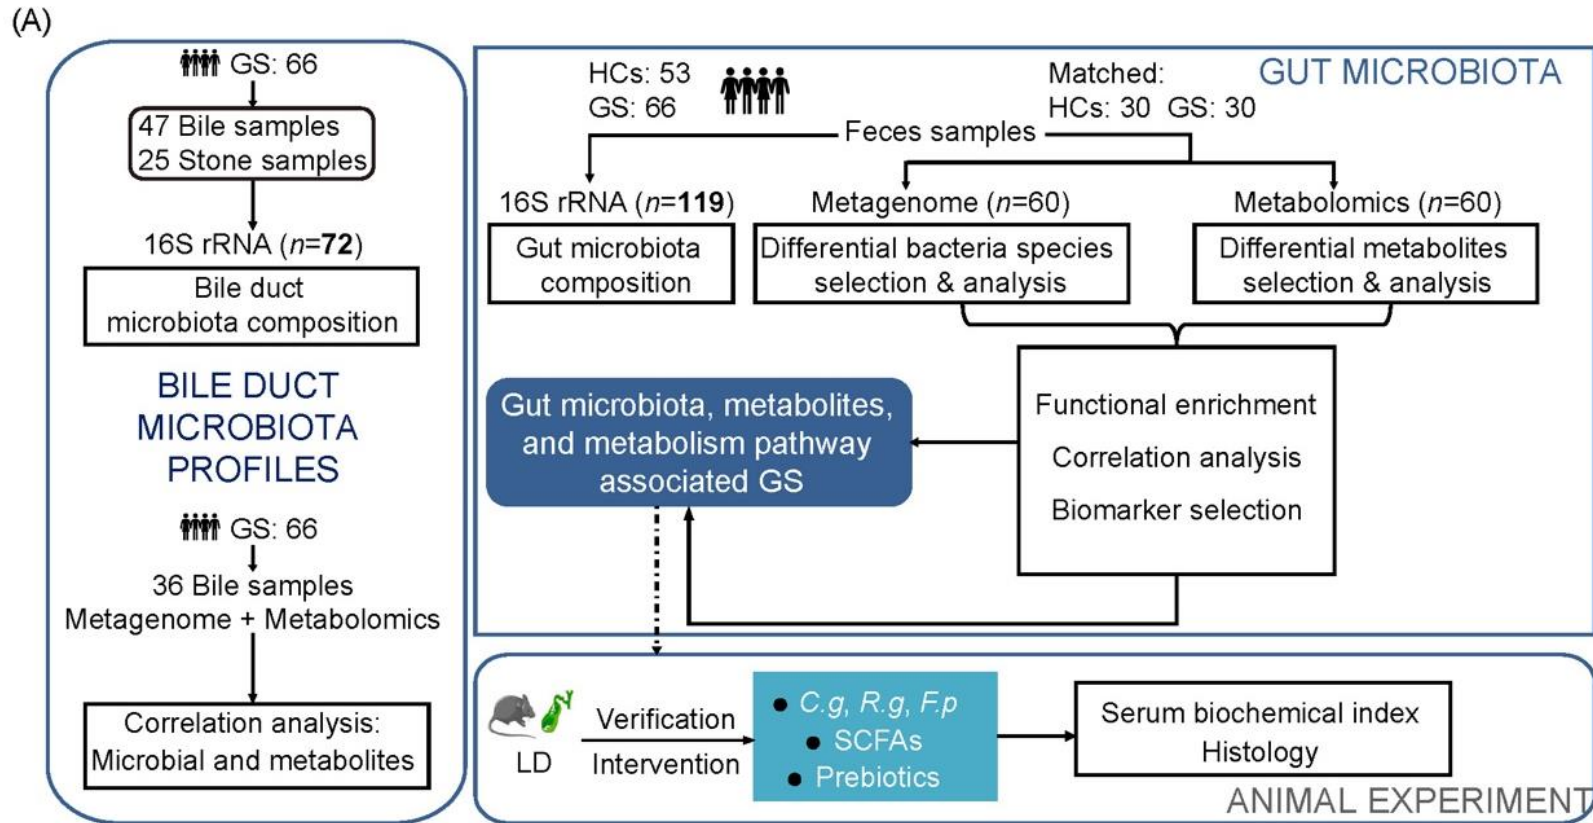 (A)
GS: 66
47 Bile samples
25 Stone samples
16S rRNA (n=72)
Bile duct
microbiota composition
BILE DUCT
MICROBIOTA
PROFILES
GS: 66
36 Bile samples
Metagenome + Metabolomics
Correlation analysis:
Microbial and metabolites
GUT MICROBIOTA
HCs: 53
GS: 66
Matched:
HCs: 30 GS: 30
Feces samples
16S rRNA (n=119)
Gut microbiota
composition
Metagenome (n=60)
Differential bacteria species
selection & analysis
Metabolomics (n=60)
Differential metabolites
selection & analysis
Functional enrichment
Correlation analysis
Biomarker selection
Gut microbiota, metabolites,
and metabolism pathway
associated GS
LD
Verification
Intervention
• C.g, R.g, F.p
• SCFAs
• Prebiotics
Serum biochemical index
Histology
ANIMAL EXPERIMENT